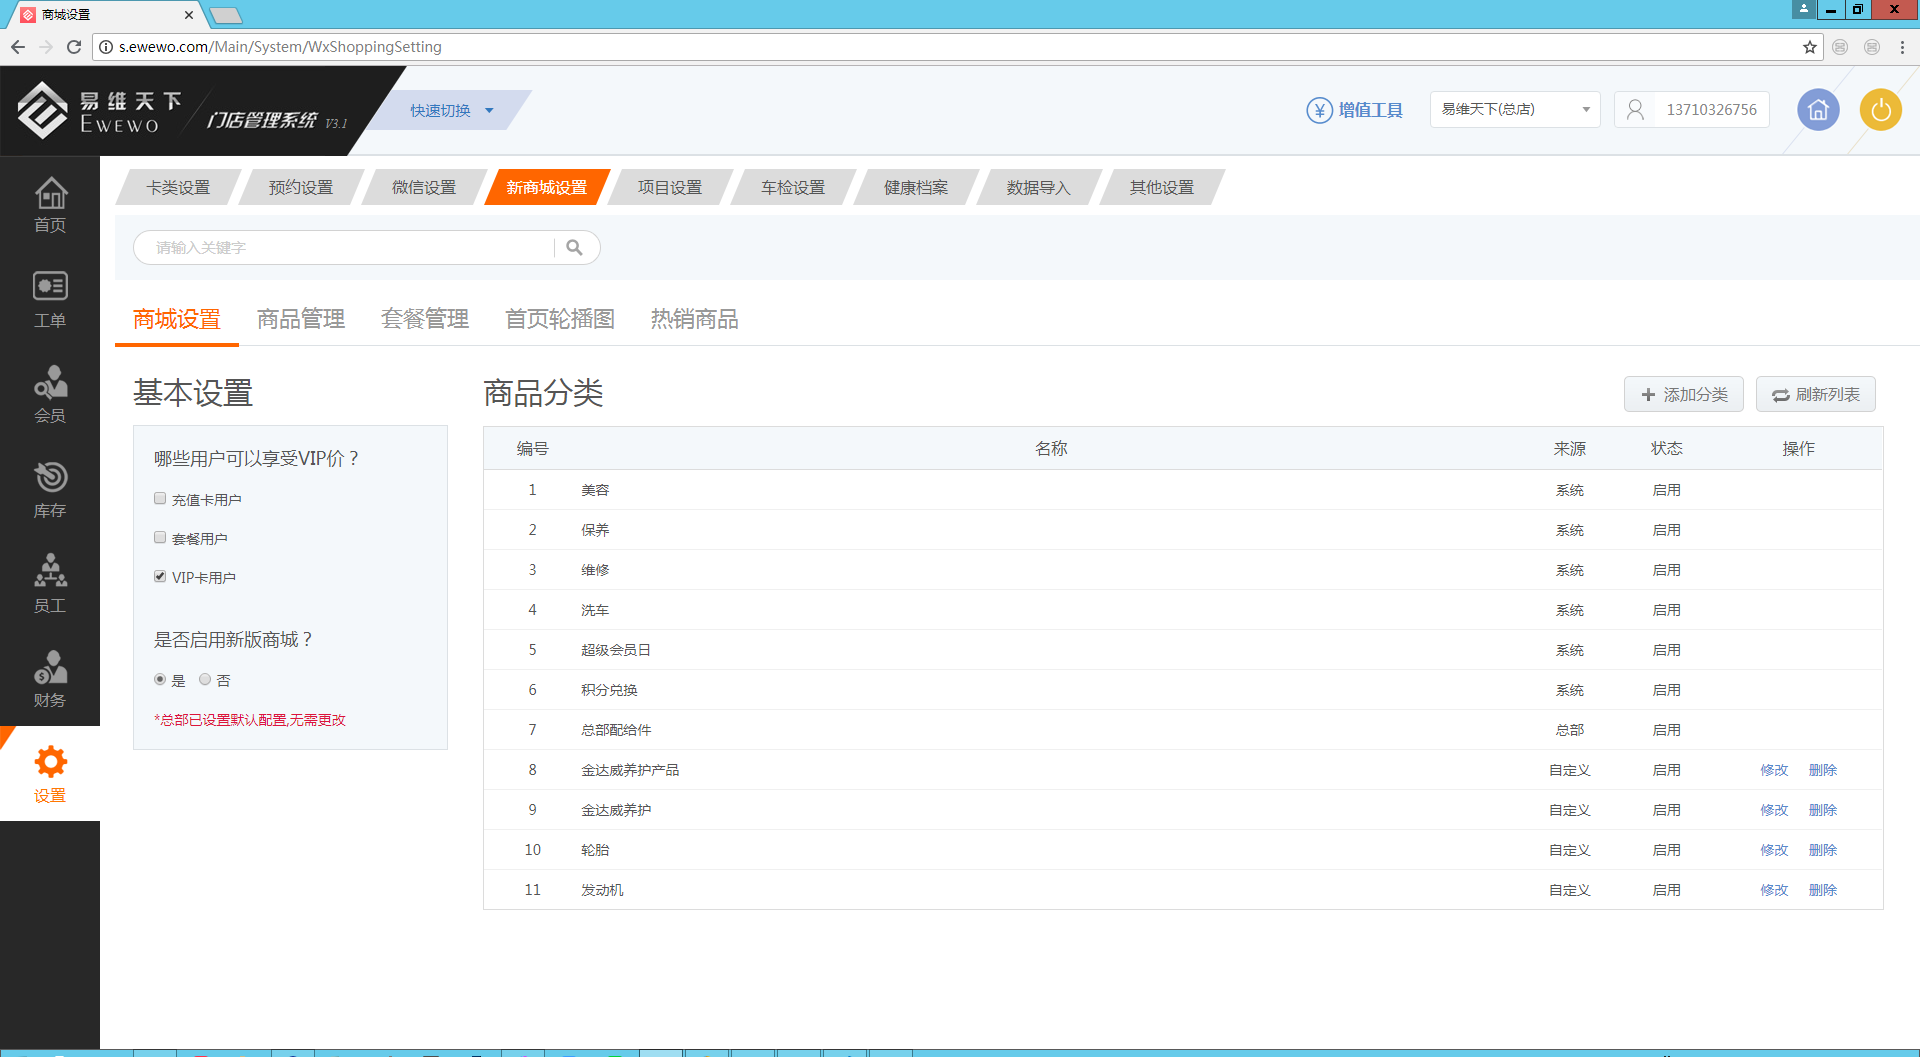 商城设置
s.ewewo.com/Main/System/WxShoppingSetting
易维天下
EWEWO
门店管理系统 V3.1
快速切换
增值工具
易维天下(总店)
13710326756
首页
工单
会员
库存
员工
财务
设置
卡类设置 预约设置 微信设置 新商城设置 项目设置 车检设置 健康档案 数据导入 其他设置
请输入关键字
商城设置 商品管理 套餐管理 首页轮播图 热销商品
基本设置
哪些用户可以享受VIP价？
充值卡用户
套餐用户
VIP卡用户
是否启用新版商城？
是 否
*总部已设置默认配置,无需更改
商品分类
添加分类 刷新列表
编号 名称 来源 状态 操作
1 美容 系统 启用
2 保养 系统 启用
3 维修 系统 启用
4 洗车 系统 启用
5 超级会员日 系统 启用
6 积分兑换 系统 启用
7 总部配给件 总部 启用
8 金达威养护产品 自定义 启用 修改 删除
9 金达威养护 自定义 启用 修改 删除
10 轮胎 自定义 启用 修改 删除
11 发动机 自定义 启用 修改 删除